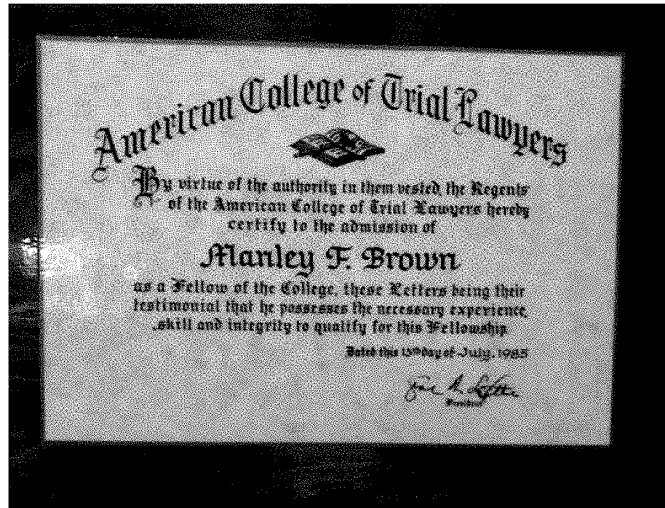 American College of Trial Lawyers
By virtue of the authority in them vested, the Regents
of the American College of Trial Lawyers hereby
certify to the admission of
Manley F. Brown
as a Fellow of the College, these Letters being their
testimonial that he possesses the necessary experience,
skill and integrity to qualify for this Fellowship
Dated this 13th day of July, 1985
President